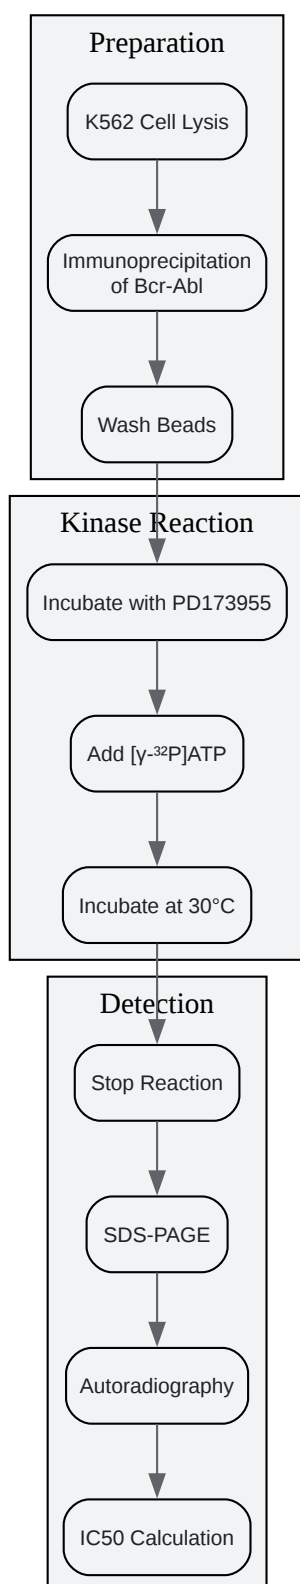 Preparation
K562 Cell Lysis
Immunoprecipitation
of Bcr-Abl
Wash Beads
Kinase Reaction
Incubate with PD173955
Add [γ-³²P]ATP
Incubate at 30°C
Detection
Stop Reaction
SDS-PAGE
Autoradiography
IC50 Calculation